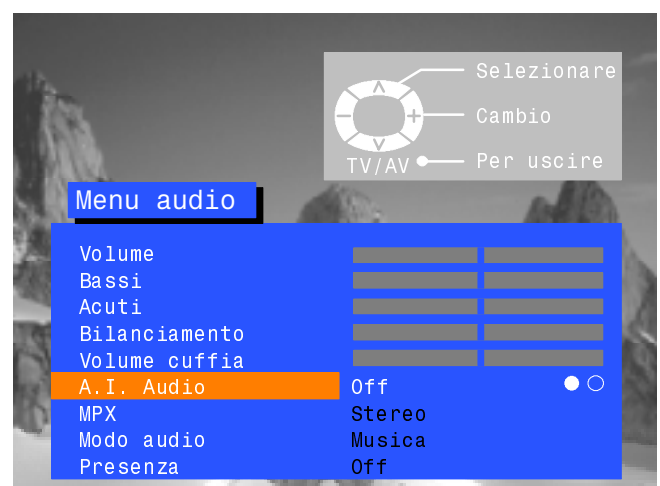 Selezionare
Cambio
TV/AV Per uscire
Menu audio
Volume
Bassi
Acuti
Bilanciamento
Volume cuffia
A.I. Audio Off
MPX Stereo
Modo audio Musica
Presenza Off